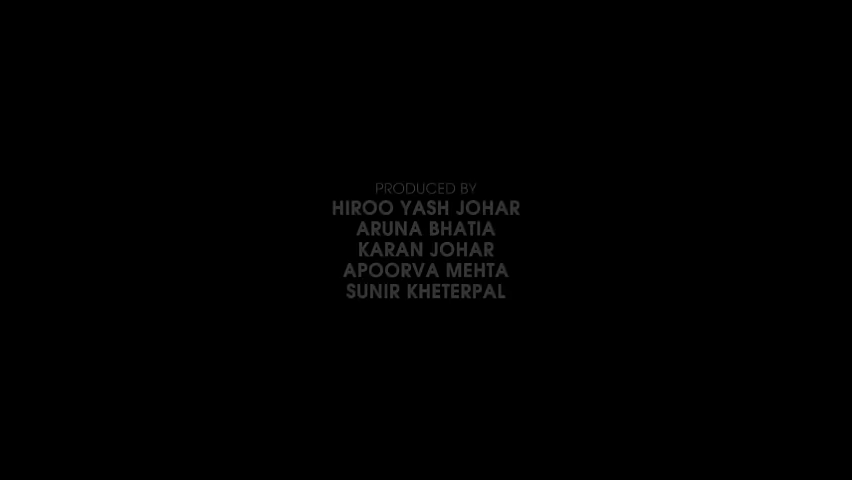 PRODUCED BY
HIROO YASH JOHAR
ARUNA BHATIA
KARAN JOHAR
APOORVA MEHTA
SUNIR KHETERPAL